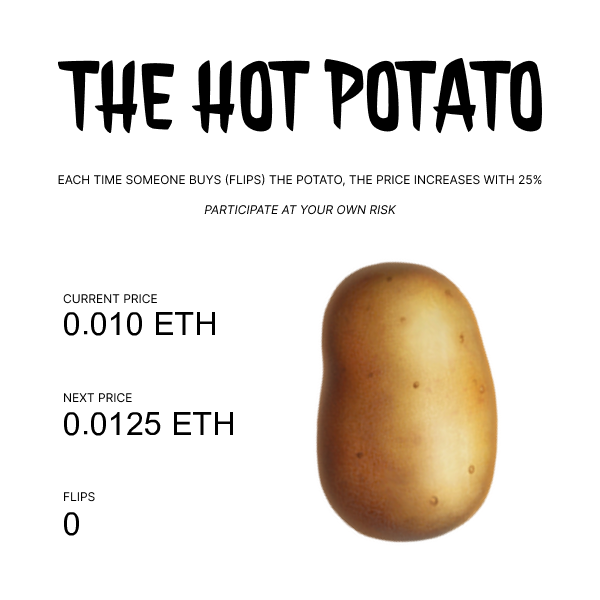 THE HOT POTATO
EACH TIME SOMEONE BUYS (FLIPS) THE POTATO, THE PRICE INCREASES WITH 25%
PARTICIPATE AT YOUR OWN RISK
CURRENT PRICE
0.010 ETH
NEXT PRICE
0.0125 ETH
FLIPS
0